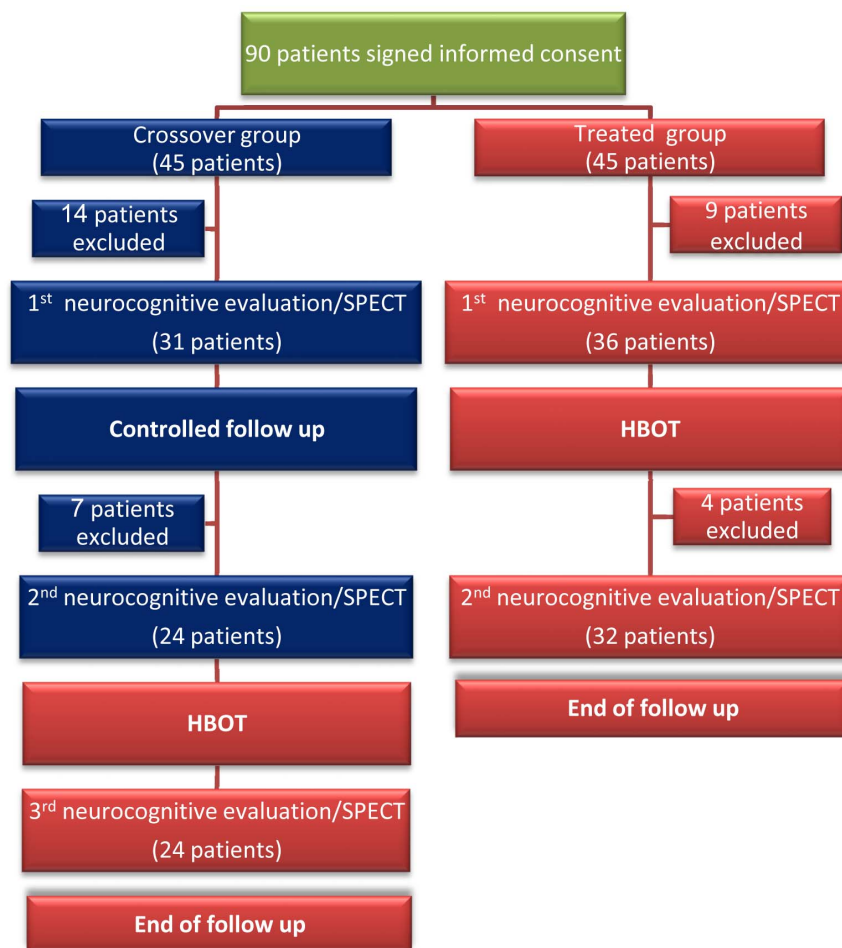 90 patients signed informed consent
Crossover group
(45 patients)
14 patients
excluded
1st neurocognitive evaluation/SPECT
(31 patients)
Controlled follow up
7 patients
excluded
2nd neurocognitive evaluation/SPECT
(24 patients)
HBOT
3rd neurocognitive evaluation/SPECT
(24 patients)
End of follow up
Treated group
(45 patients)
9 patients
excluded
1st neurocognitive evaluation/SPECT
(36 patients)
HBOT
4 patients
excluded
2nd neurocognitive evaluation/SPECT
(32 patients)
End of follow up